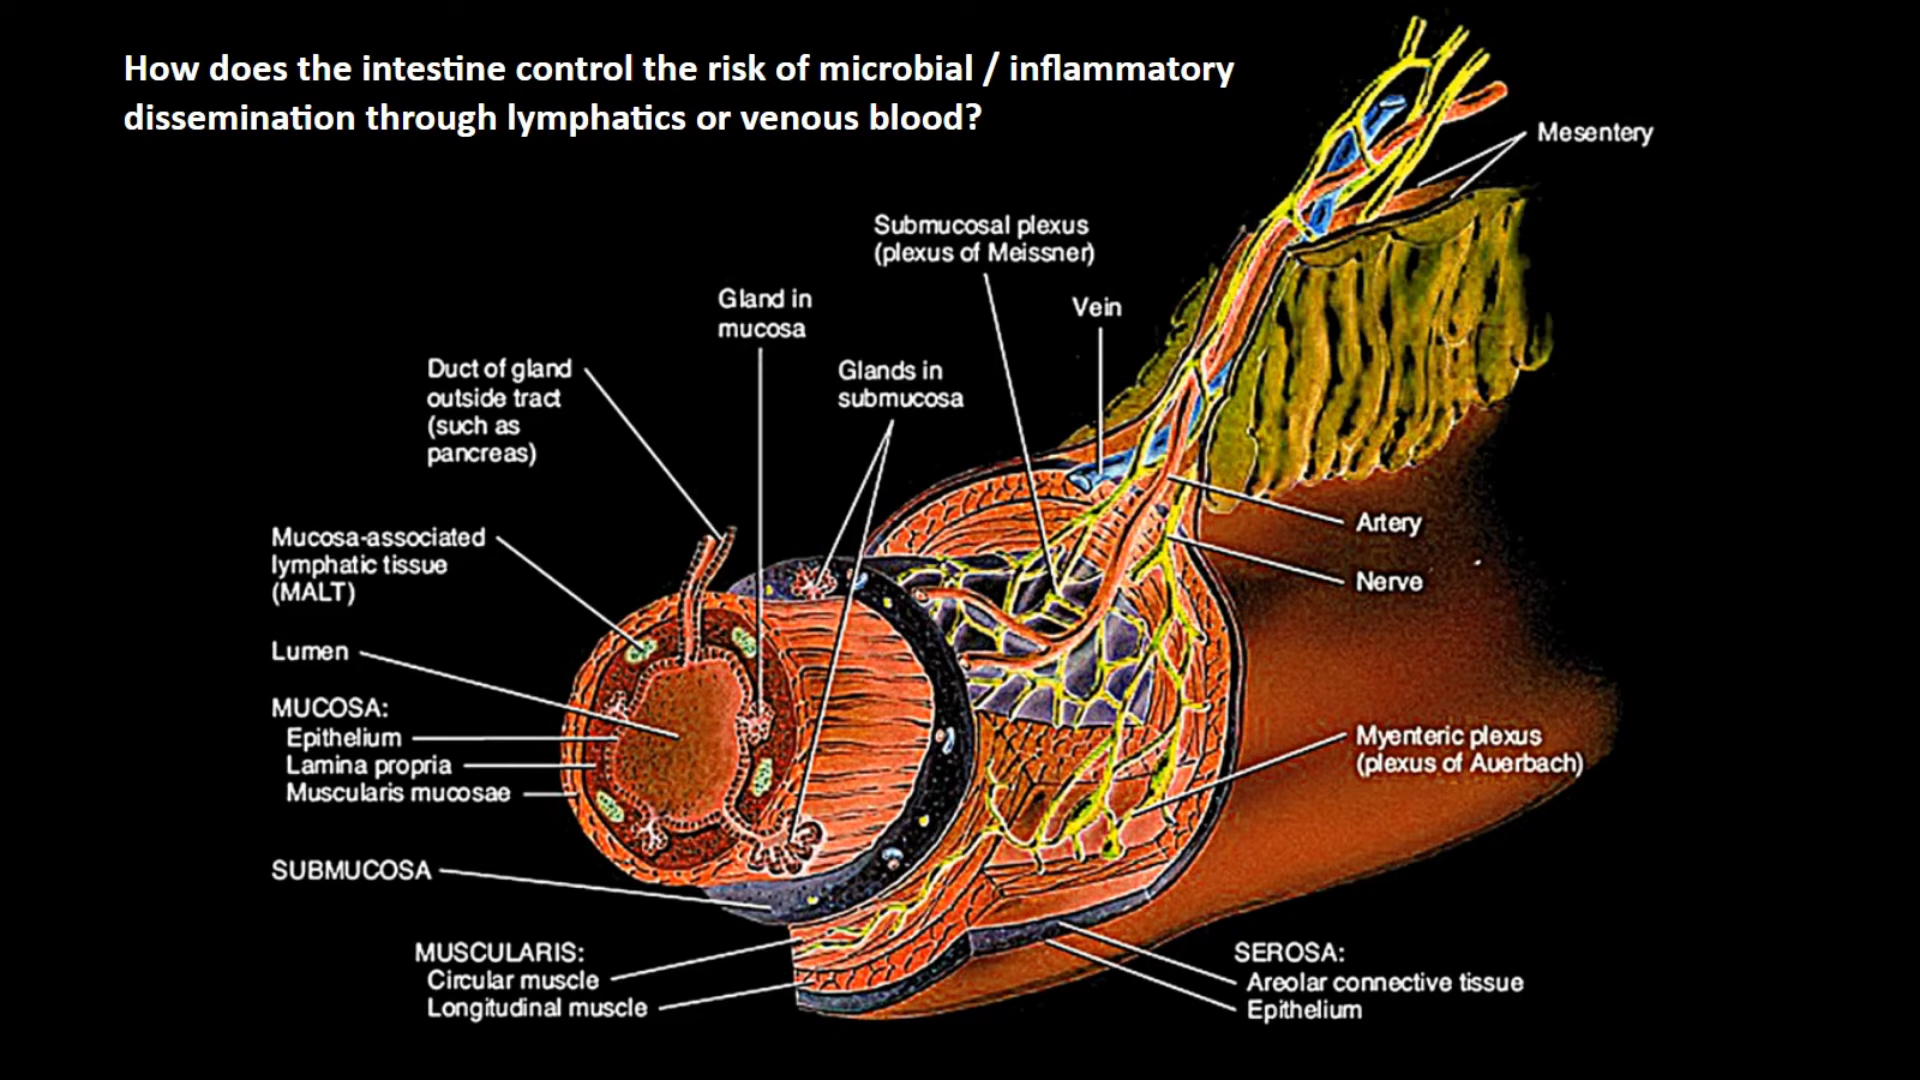 How does the intestine control the risk of microbial / inflammatory
dissemination through lymphatics or venous blood?
Mesentery
Submucosal plexus
(plexus of Meissner)
Vein
Gland in
mucosa
Glands in
submucosa
Duct of gland
outside tract
(such as
pancreas)
Mucosa-associated
lymphatic tissue
(MALT)
Artery
Nerve
Lumen
MUCOSA:
Epithelium
Lamina propria
Muscularis mucosae
Myenteric plexus
(plexus of Auerbach)
SUBMUCOSA
MUSCULARIS:
Circular muscle
Longitudinal muscle
SEROSA:
Areolar connective tissue
Epithelium